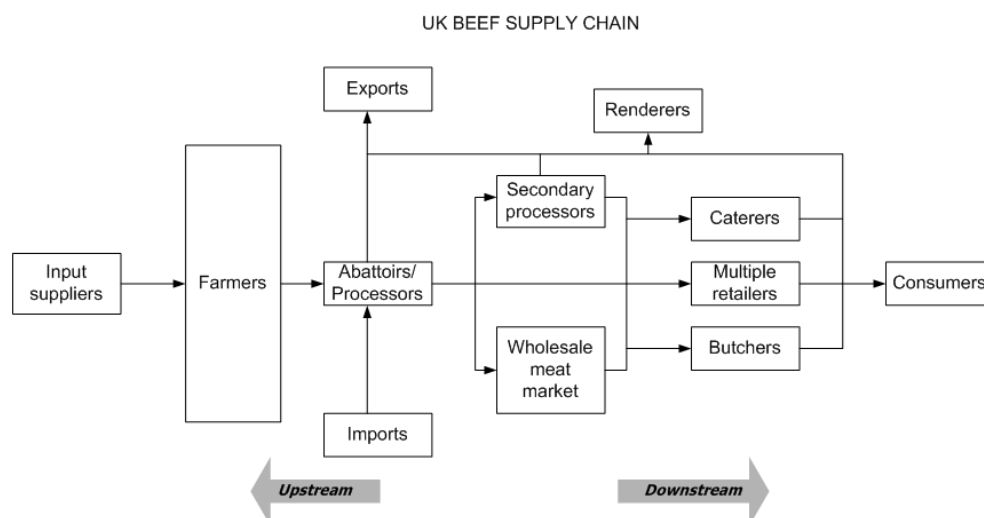 UK BEEF SUPPLY CHAIN
Exports
Renderers
Secondary
processors
Caterers
Input
suppliers
Farmers
Abattoirs/
Processors
Multiple
retailers
Consumers
Wholesale
meat
market
Butchers
Imports
Upstream
Downstream